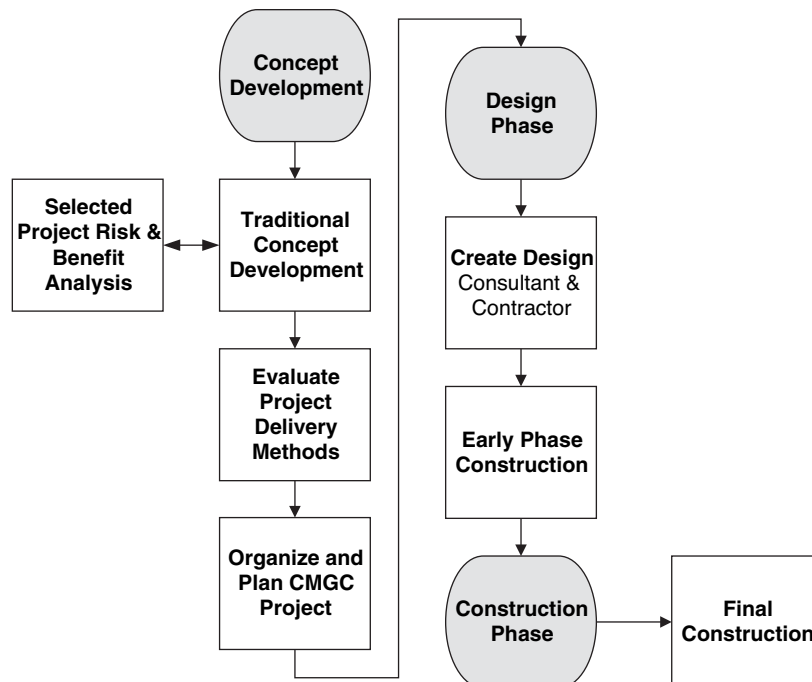 Concept
Development
Selected
Project Risk &
Benefit
Analysis
Traditional
Concept
Development
Evaluate
Project
Delivery
Methods
Organize and
Plan CMGC
Project
Design
Phase
Create Design
Consultant &
Contractor
Early Phase
Construction
Construction
Phase
Final
Construction